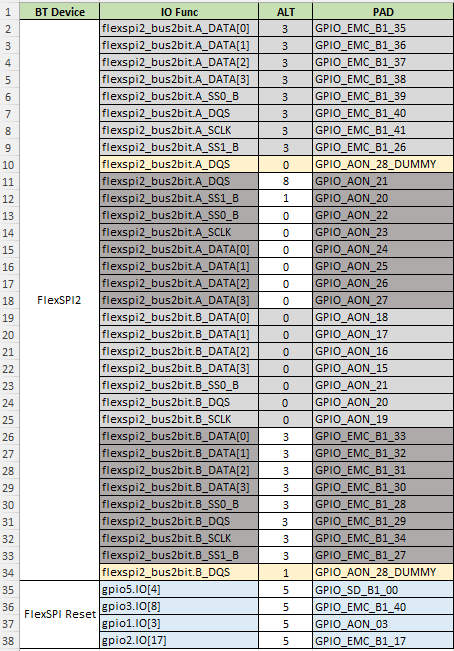 1 BT Device IO Func ALT PAD
2 flexspi2_bus2bit.A_DATA[0] 3 GPIO_EMC_B1_35
3 flexspi2_bus2bit.A_DATA[1] 3 GPIO_EMC_B1_36
4 flexspi2_bus2bit.A_DATA[2] 3 GPIO_EMC_B1_37
5 flexspi2_bus2bit.A_DATA[3] 3 GPIO_EMC_B1_38
6 flexspi2_bus2bit.A_SS0_B 3 GPIO_EMC_B1_39
7 flexspi2_bus2bit.A_DQS 3 GPIO_EMC_B1_40
8 flexspi2_bus2bit.A_SCLK 3 GPIO_EMC_B1_41
9 flexspi2_bus2bit.A_SS1_B 3 GPIO_EMC_B1_26
10 flexspi2_bus2bit.A_DQS 0 GPIO_AON_28_DUMMY
11 flexspi2_bus2bit.A_DQS 8 GPIO_AON_21
12 flexspi2_bus2bit.A_SS1_B 1 GPIO_AON_20
13 flexspi2_bus2bit.A_SS0_B 0 GPIO_AON_22
14 flexspi2_bus2bit.A_SCLK 0 GPIO_AON_23
15 flexspi2_bus2bit.A_DATA[0] 0 GPIO_AON_24
16 flexspi2_bus2bit.A_DATA[1] 0 GPIO_AON_25
17 flexspi2_bus2bit.A_DATA[2] 0 GPIO_AON_26
18 FlexSPI2 flexspi2_bus2bit.A_DATA[3] 0 GPIO_AON_27
19 flexspi2_bus2bit.B_DATA[0] 0 GPIO_AON_18
20 flexspi2_bus2bit.B_DATA[1] 0 GPIO_AON_17
21 flexspi2_bus2bit.B_DATA[2] 0 GPIO_AON_16
22 flexspi2_bus2bit.B_DATA[3] 0 GPIO_AON_15
23 flexspi2_bus2bit.B_SS0_B 0 GPIO_AON_21
24 flexspi2_bus2bit.B_DQS 0 GPIO_AON_20
25 flexspi2_bus2bit.B_SCLK 0 GPIO_AON_19
26 flexspi2_bus2bit.B_DATA[0] 3 GPIO_EMC_B1_33
27 flexspi2_bus2bit.B_DATA[1] 3 GPIO_EMC_B1_32
28 flexspi2_bus2bit.B_DATA[2] 3 GPIO_EMC_B1_31
29 flexspi2_bus2bit.B_DATA[3] 3 GPIO_EMC_B1_30
30 flexspi2_bus2bit.B_SS0_B 3 GPIO_EMC_B1_28
31 flexspi2_bus2bit.B_DQS 3 GPIO_EMC_B1_29
32 flexspi2_bus2bit.B_SCLK 3 GPIO_EMC_B1_34
33 flexspi2_bus2bit.B_SS1_B 3 GPIO_EMC_B1_27
34 flexspi2_bus2bit.B_DQS 1 GPIO_AON_28_DUMMY
35 gpio5.IO[4] 5 GPIO_SD_B1_00
36 gpio3.IO[8] 5 GPIO_EMC_B1_40
37 FlexSPI Reset gpio1.IO[3] 5 GPIO_AON_03
38 gpio2.IO[17] 5 GPIO_EMC_B1_17